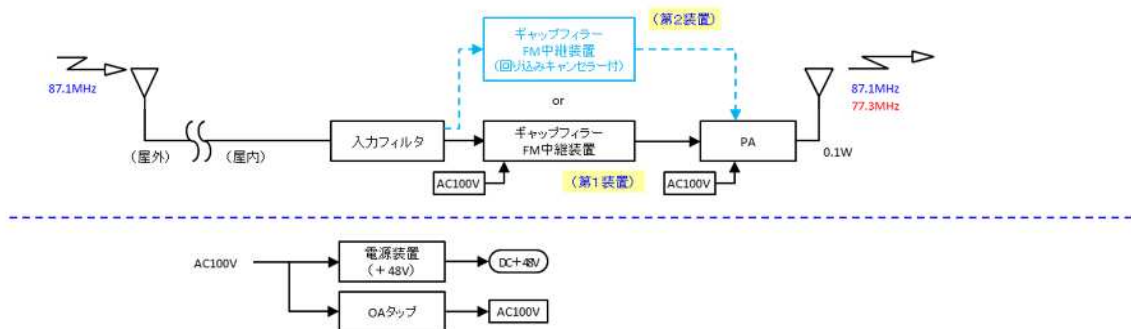 (第2装置)
ギャップフィラー
FM中継装置
(回り込みキャンセラー付)
87.1MHz
87.1MHz
77.3MHz
or
(屋外)
(屋内)
入力フィルタ
ギャップフィラー
FM中継装置
PA
0.1W
AC100V
(第1装置)
AC100V
AC100V
電源装置
(+48V)
DC+48V
OAタップ
AC100V